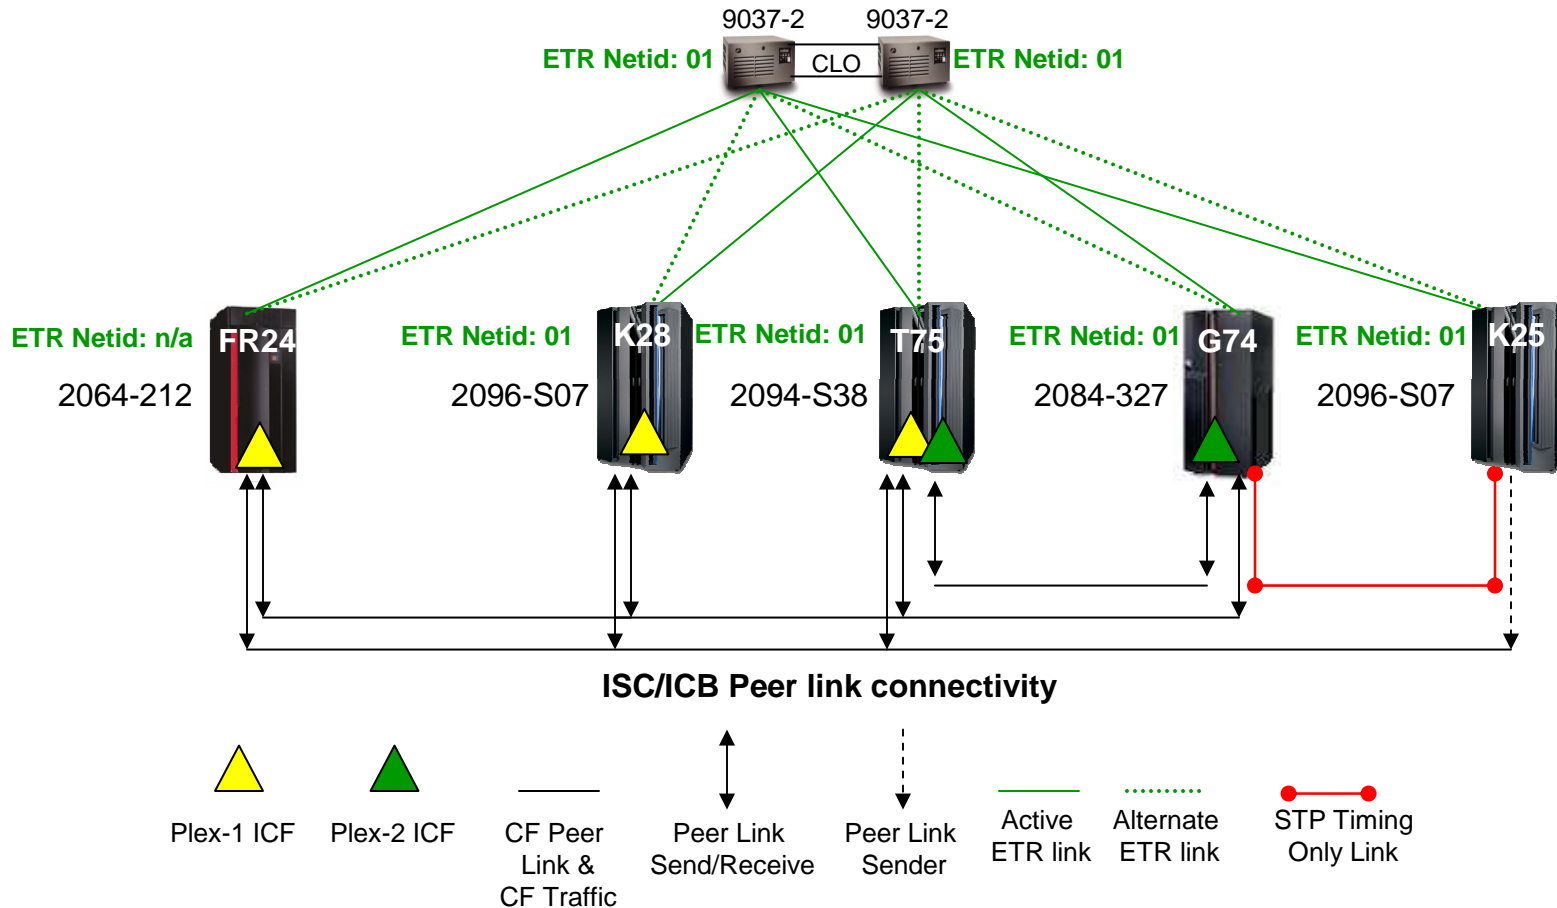 9037-2 9037-2
ETR Netid: 01 CLO ETR Netid: 01
ETR Netid: n/a FR24 ETR Netid: 01 K28 ETR Netid: 01 T75 ETR Netid: 01 G74 ETR Netid: 01 K25
2064-212 2096-S07 2094-S38 2084-327 2096-S07
ISC/ICB Peer link connectivity
Plex-1 ICF
Plex-2 ICF
CF Peer
Link &
CF Traffic
Peer Link
Send/Receive
Peer Link
Sender
Active
ETR link
Alternate
ETR link
STP Timing
Only Link